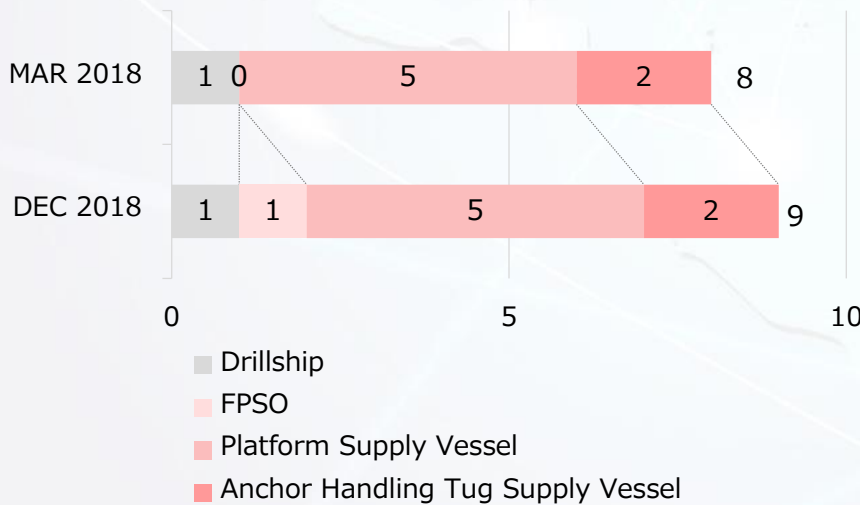 MAR 2018 1 0 5 2 8
DEC 2018 1 1 5 2 9
0 5 10
Drillship
FPSO
Platform Supply Vessel
Anchor Handling Tug Supply Vessel